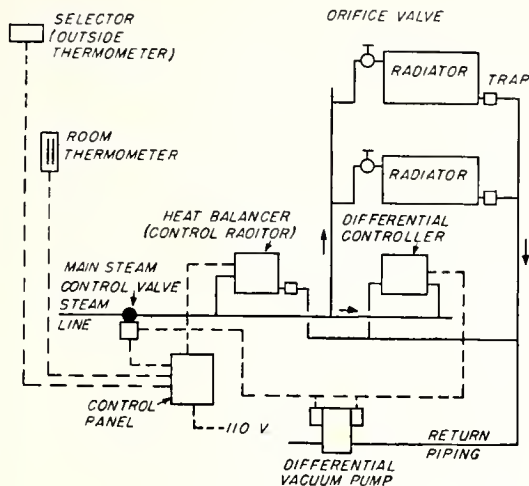 SELECTOR
(OUTSIDE
THERMOMETER)
ORIFICE VALVE
RADIATOR
TRAP
ROOM
THERMOMETER
RADIATOR
HEAT BALANCER
(CONTROL RADITOR)
DIFFERENTIAL
CONTROLLER
MAIN STEAM
CONTROL VALVE
STEAM
LINE
CONTROL
PANEL
110 V.
RETURN
PIPING
DIFFERENTIAL
VACUUM PUMP